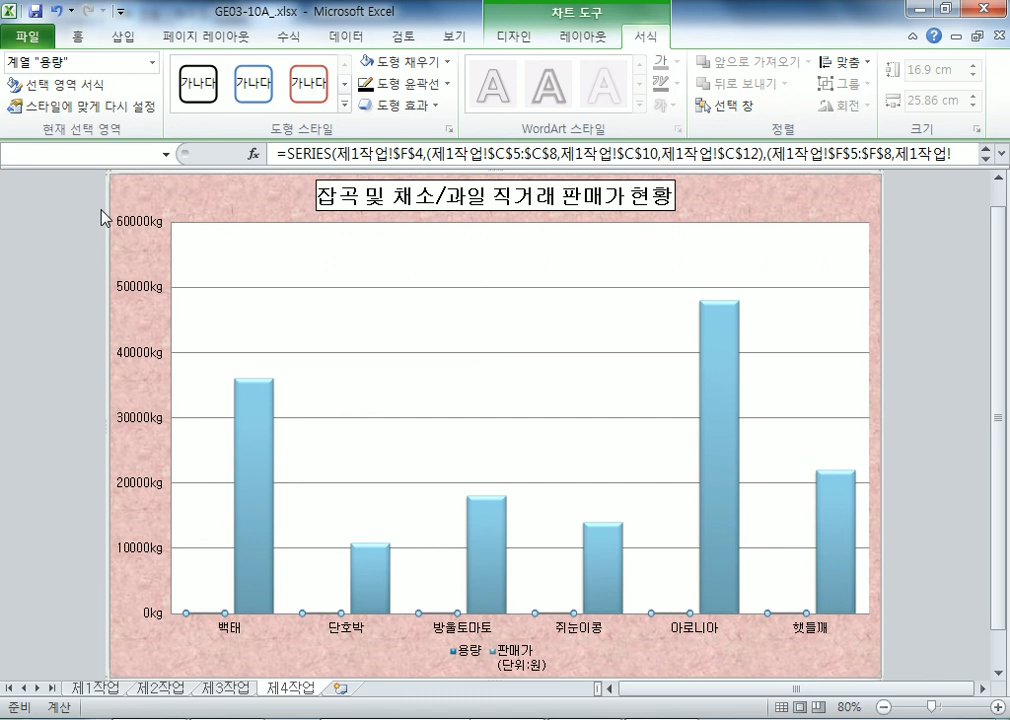 GE03-10A_.xlsx - Microsoft Excel
차트 도구
파일 홈 삽입 페이지 레이아웃 수식 데이터 검토 보기 디자인 레이아웃 서식
계열 "용량"
선택 영역 서식
스타일에 맞게 다시 설정
현재 선택 영역
가나다 가나다 가나다
도형 채우기
도형 윤곽선
도형 효과
도형 스타일
A A A
가
가
WordArt 스타일
앞으로 가져오기
뒤로 보내기
선택 창
맞춤
그룹
회전
정렬
16.9 cm
25.86 cm
크기
fx =SERIES(제1작업!$F$4,(제1작업!$C$5:$C$8,제1작업!$C$10,제1작업!$C$12),(제1작업!$F$5:$F$8,제1작업!
잡곡 및 채소/과일 직거래 판매가 현황
60000kg
50000kg
40000kg
30000kg
20000kg
10000kg
0kg
백태 단호박 방울토마토 쥐눈이콩 아로니아 햇들깨
용량 판매가
(단위:원)
제1작업 제2작업 제3작업 제4작업
준비 계산 80%